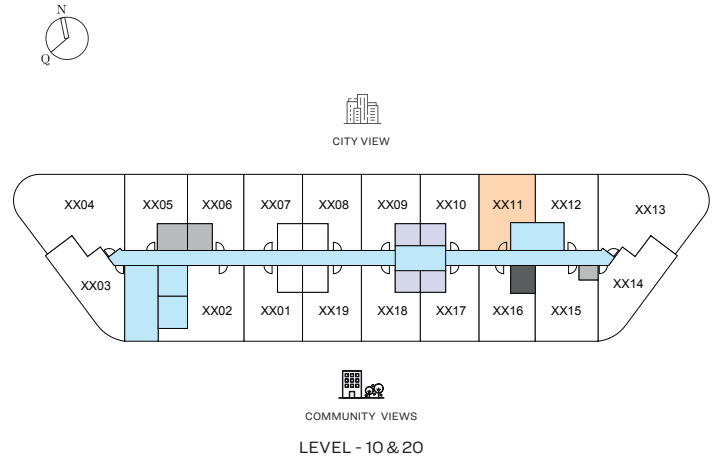 N
Q
CITY VIEW
XX04 XX05 XX06 XX07 XX08 XX09 XX10 XX11 XX12 XX13
XX03 XX14
XX02 XX01 XX19 XX18 XX17 XX16 XX15
COMMUNITY VIEWS
LEVEL - 10 & 20